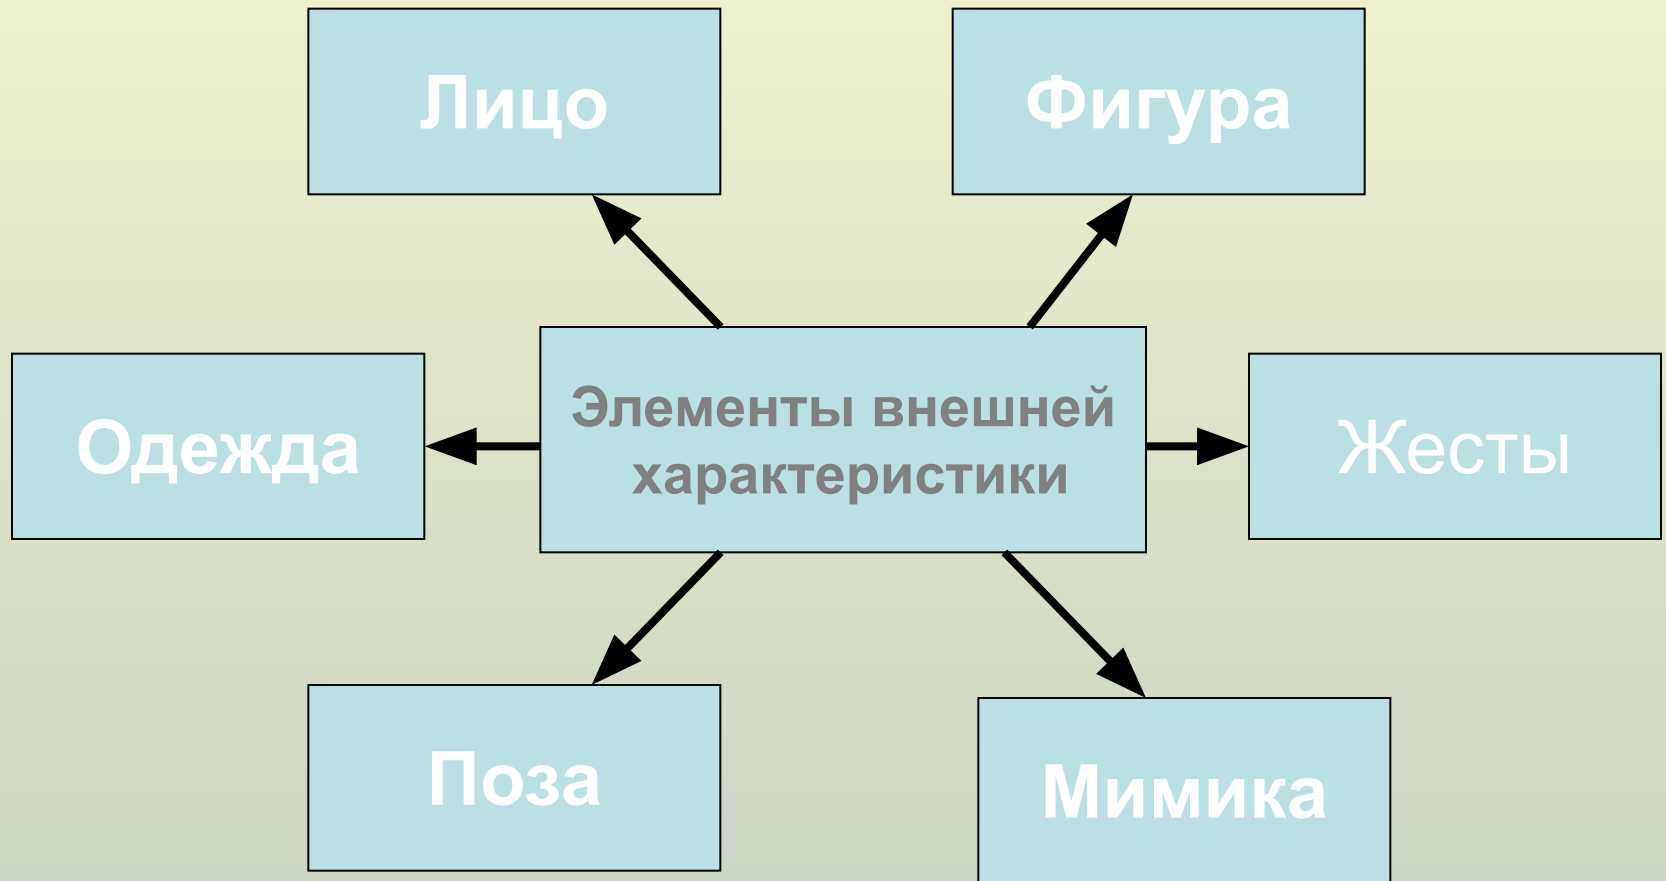 Лицо
Фигура
Одежда
Элементы внешней
характеристики
Жесты
Поза
Мимика